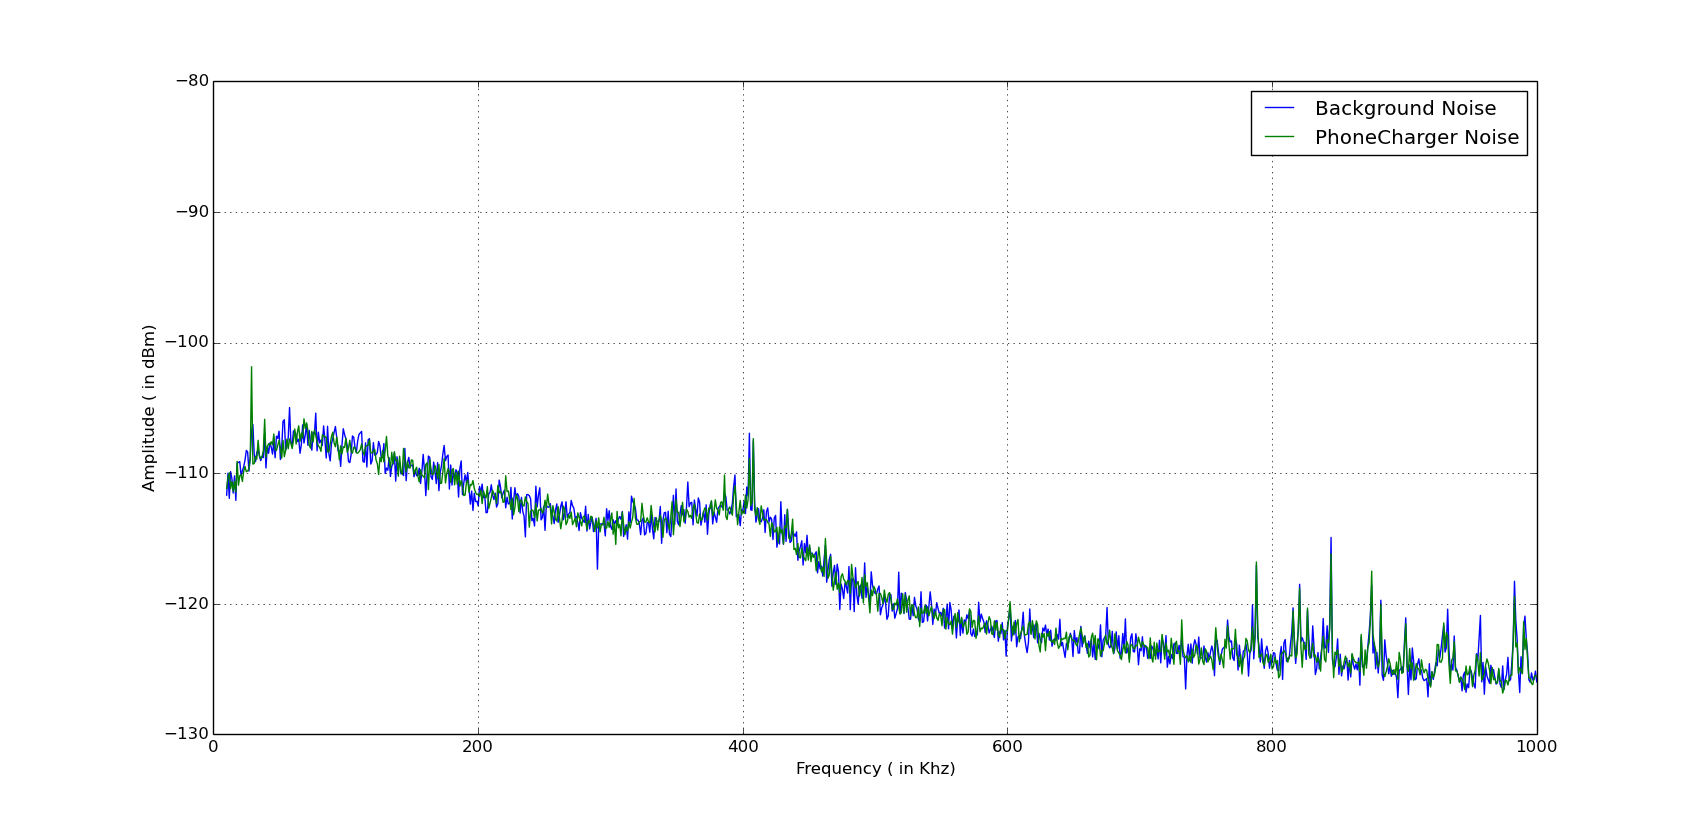 −80
Background Noise
PhoneCharger Noise
−90
−100
−110
−120
−130
Amplitude ( in dBm)
0 200 400 600 800 1000
Frequency ( in Khz)